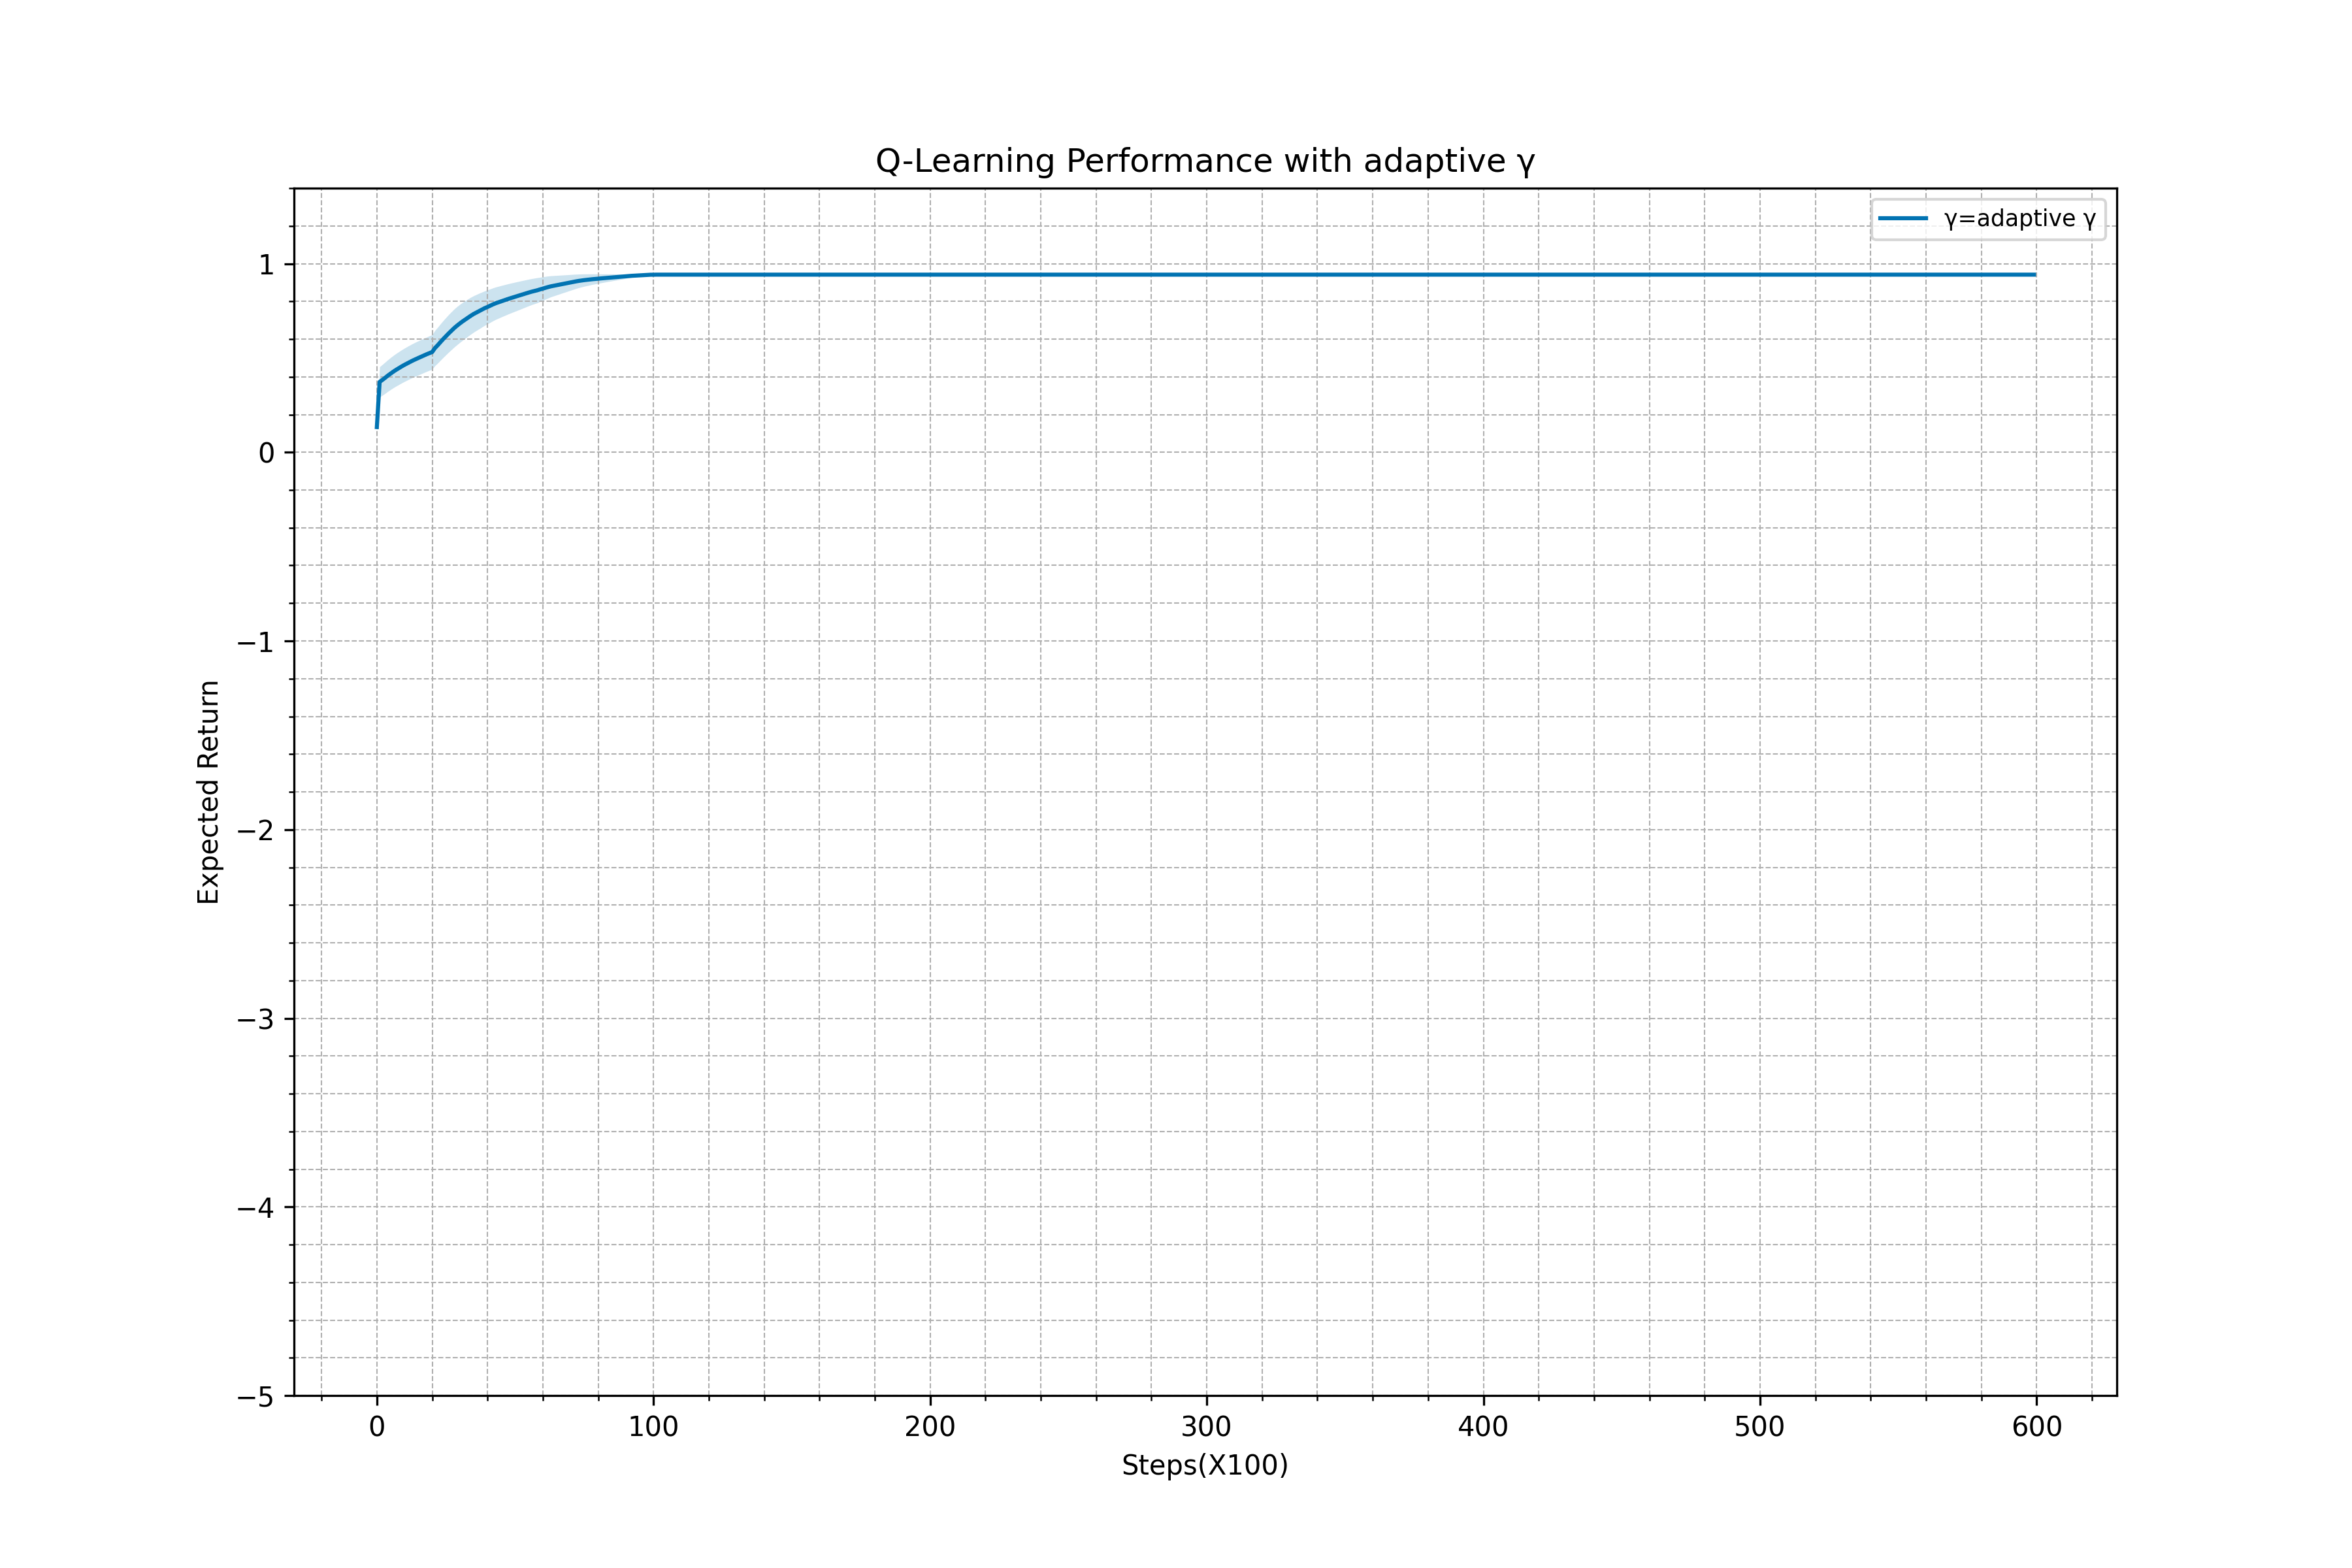 Q-Learning Performance with adaptive γ
γ=adaptive γ
1
0
−1
−2
−3
−4
−5
Expected Return
0 100 200 300 400 500 600
Steps(X100)